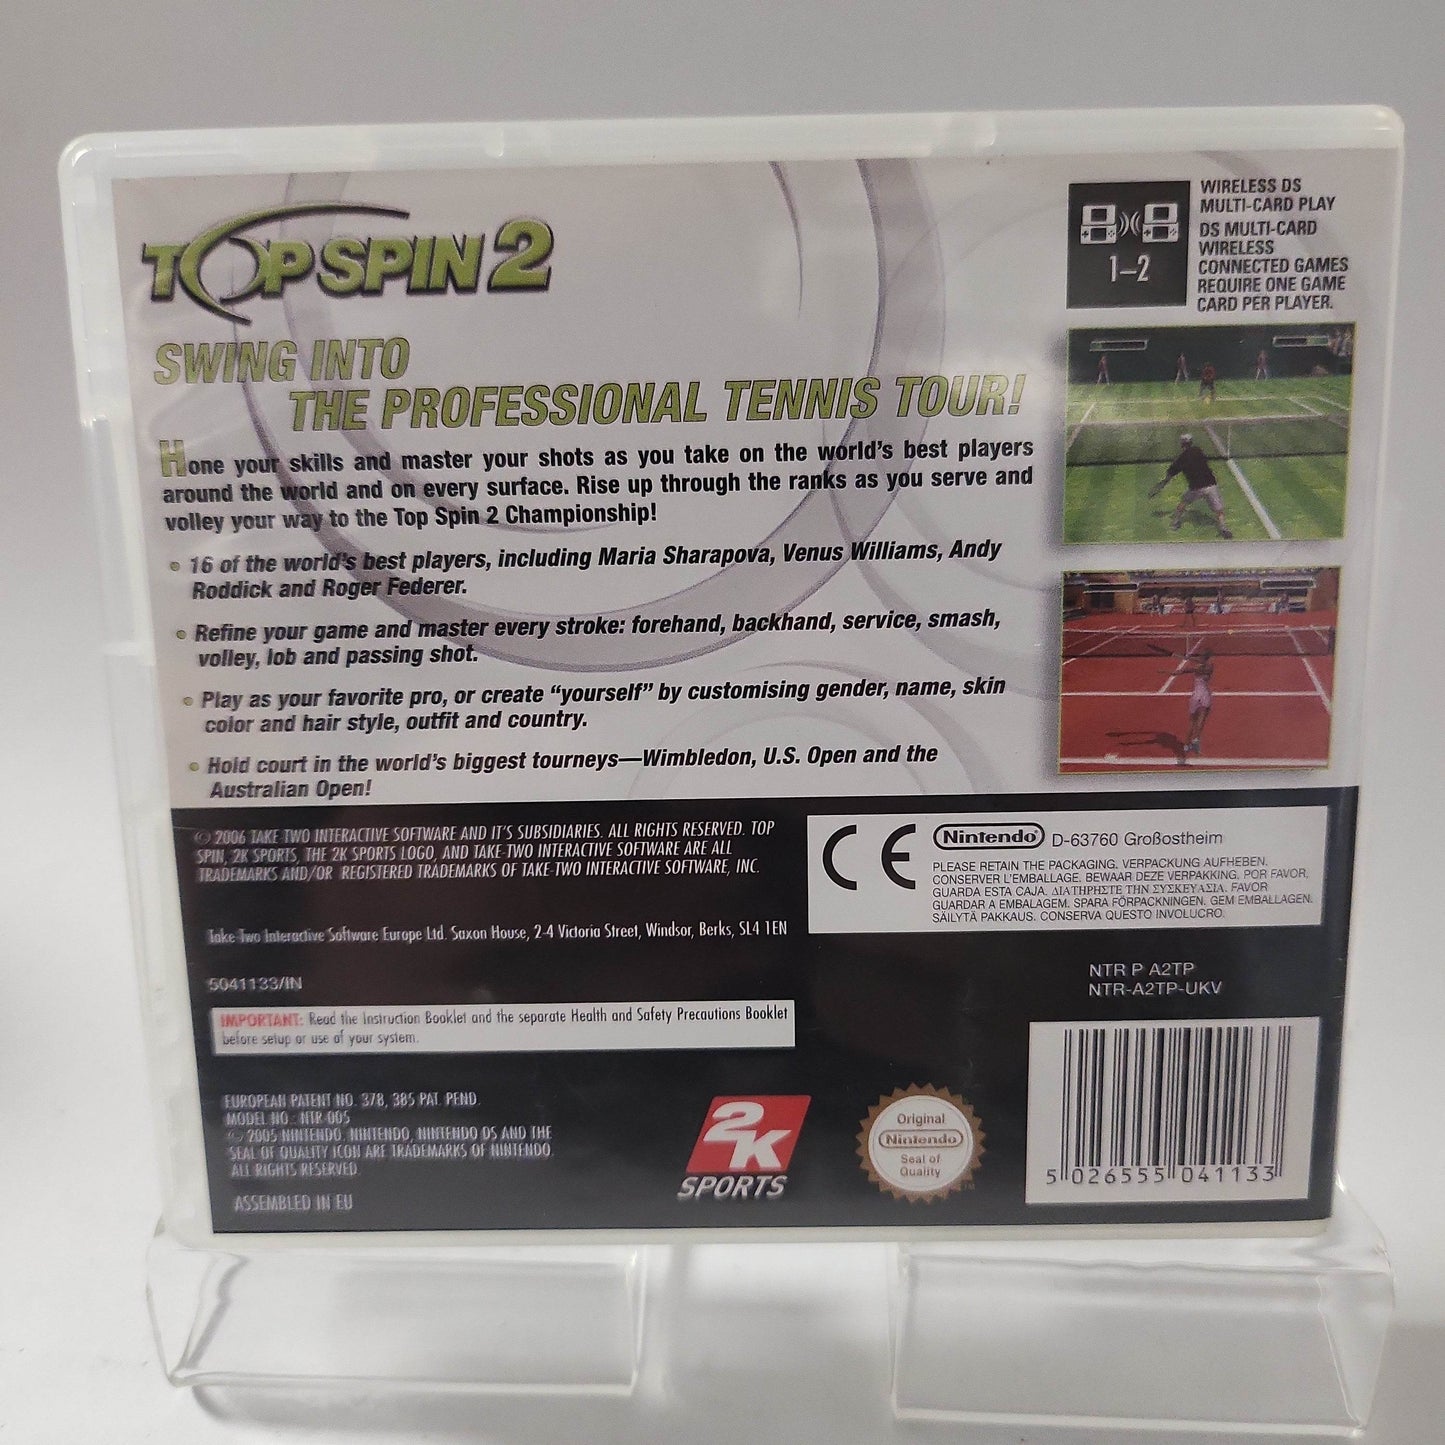 TOP SPIN 2
WIRELESS DS
MULTI-CARD PLAY
DS MULTI-CARD
WIRELESS
CONNECTED GAMES
REQUIRE ONE GAME
CARD PER PLAYER.
1–2
SWING INTO
THE PROFESSIONAL TENNIS TOUR!
Hone your skills and master your shots as you take on the world's best players
around the world and on every surface. Rise up through the ranks as you serve and
volley your way to the Top Spin 2 Championship!
• 16 of the world's best players, including Maria Sharapova, Venus Williams, Andy
Roddick and Roger Federer.
• Refine your game and master every stroke: forehand, backhand, service, smash,
volley, lob and passing shot.
• Play as your favorite pro, or create “yourself” by customising gender, name, skin
color and hair style, outfit and country.
• Hold court in the world's biggest tourneys—Wimbledon, U.S. Open and the
Australian Open!
© 2006 TAKE-TWO INTERACTIVE SOFTWARE AND IT'S SUBSIDIARIES. ALL RIGHTS RESERVED. TOP
SPIN, 2K SPORTS, THE 2K SPORTS LOGO, AND TAKE-TWO INTERACTIVE SOFTWARE ARE ALL
TRADEMARKS AND/OR REGISTERED TRADEMARKS OF TAKE-TWO INTERACTIVE SOFTWARE, INC.
Take-Two Interactive Software Europe Ltd. Saxon House, 2-4 Victoria Street, Windsor, Berks, SL4 1EN
5041133/IN
IMPORTANT: Read the Instruction Booklet and the separate Health and Safety Precautions Booklet
before setup or use of your system.
CE
Nintendo® D-63760 Großostheim
PLEASE RETAIN THE PACKAGING. VERPACKUNG AUFHEBEN.
CONSERVER L'EMBALLAGE. BEWAAR DEZE VERPAKKING. POR FAVOR,
GUARDA ESTA CAJA. ΔΙΑΤΗΡΗΣΤΕ ΤΗΝ ΣΥΣΚΕΥΑΣΙΑ. FAVOR
GUARDAR A EMBALAGEM. SPARA FÖRPACKNINGEN. GEM EMBALLAGEN.
SÄILYTÄ PAKKAUS. CONSERVA QUESTO INVOLUCRO.
NTR P A2TP
NTR-A2TP-UKV
EUROPEAN PATENT NO. 378, 385 PAT. PEND.
MODEL NO.: NTR-005
© 2005 NINTENDO. NINTENDO, NINTENDO DS AND THE
SEAL OF QUALITY ICON ARE TRADEMARKS OF NINTENDO.
ALL RIGHTS RESERVED.
ASSEMBLED IN EU
2K
SPORTS
Original
Nintendo
Seal of
Quality
TM
5 026555 041133